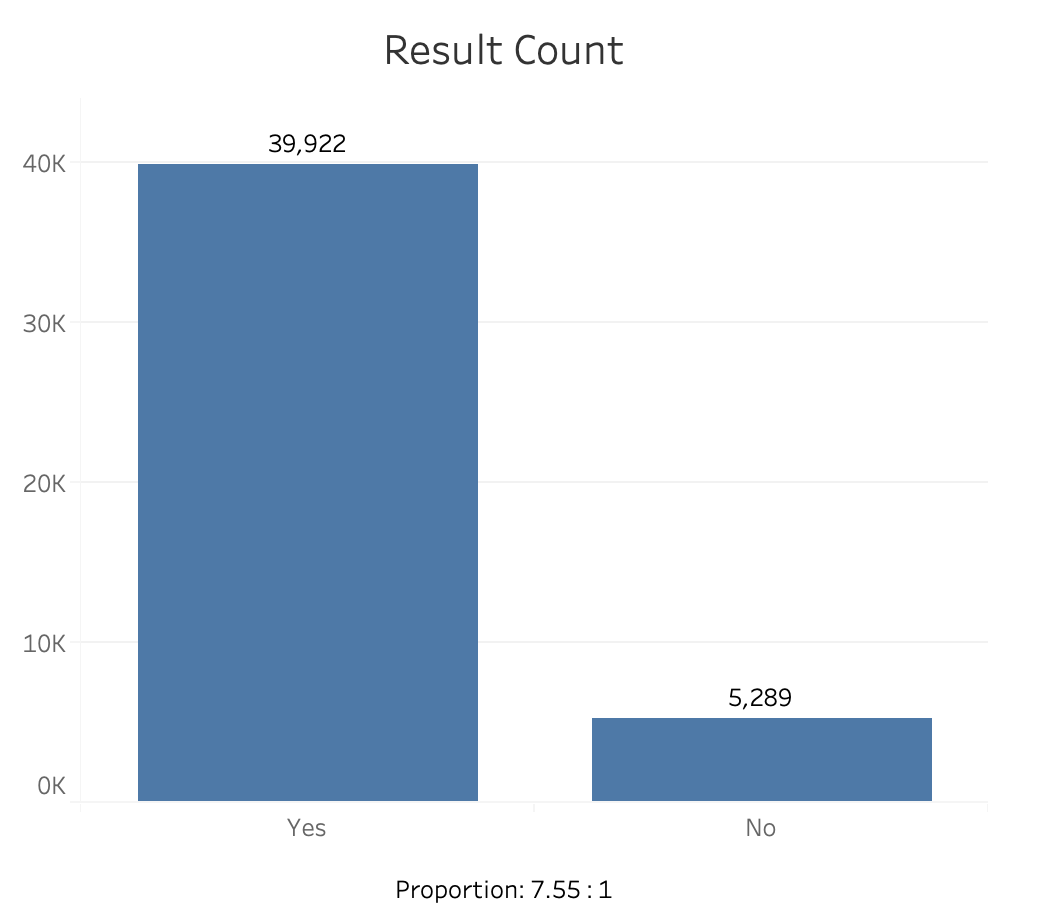 Result Count
39,922
40K
30K
20K
10K
5,289
0K
Yes
No
Proportion: 7.55 : 1